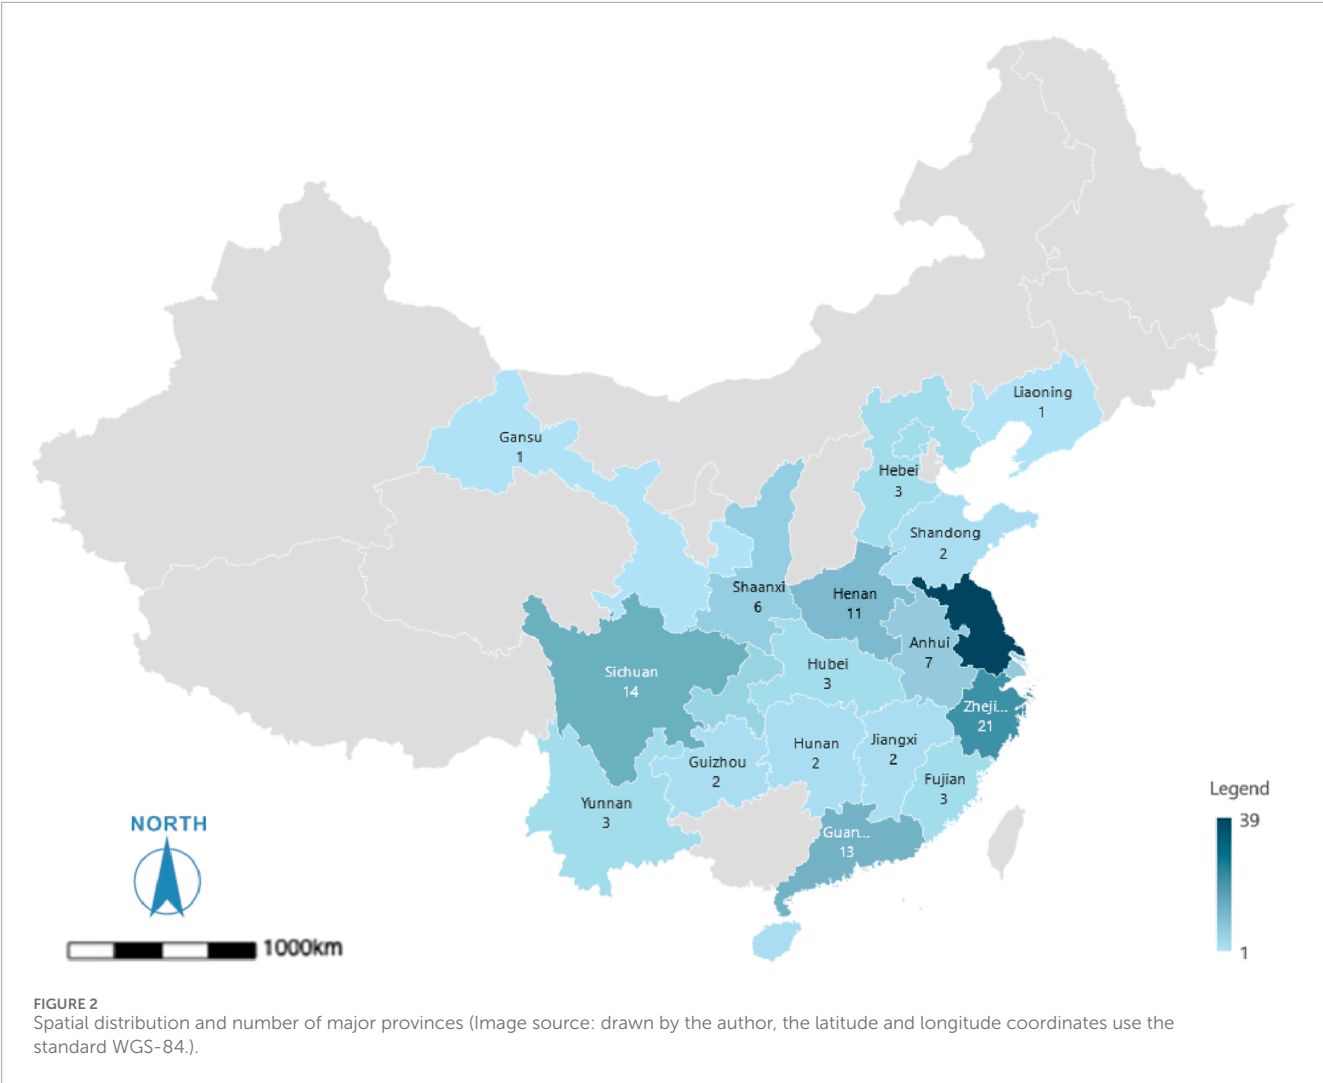 Liaoning
1
Gansu
1
Hebei
3
Shandong
2
Shaanxi
6
Henan
11
Anhui
7
Hubei
3
Sichuan
14
Zheji...
21
Hunan
2
Jiangxi
2
Guizhou
2
Fujian
3
Yunnan
3
Guan...
13
Legend
39
1
NORTH
1000km
FIGURE 2
Spatial distribution and number of major provinces (Image source: drawn by the author, the latitude and longitude coordinates use the
standard WGS-84.).